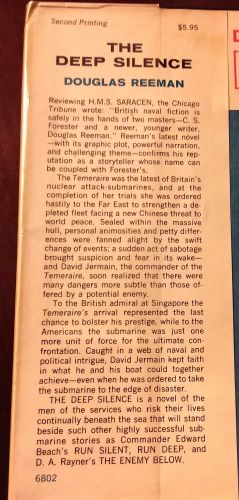 Second Printing
$5.95
THE
DEEP SILENCE
DOUGLAS REEMAN
Reviewing H.M.S. SARACEN, the Chicago
Tribune wrote: "British naval fiction is
safely in the hands of two masters—C. S.
Forester and a newer, younger writer,
Douglas Reeman." Reeman's latest novel
—with its graphic plot, powerful narration,
and challenging theme—confirms his rep-
utation as a storyteller whose name can
be coupled with Forester's.
The Temeraire was the latest of Britain's
nuclear attack-submarines, and at the
completion of her trials she was ordered
hastily to the Far East to strengthen a de-
pleted fleet facing a new Chinese threat to
world peace. Sealed within the massive
hull, personal animosities and petty differ-
ences were fanned alight by the swift
change of events; a sudden act of sabotage
brought suspicion and fear in its wake—
and David Jermain, the commander of the
Temeraire, soon realized that there were
many dangers more subtle than those of-
fered by a potential enemy.
To the British admiral at Singapore the
Temeraire's arrival represented the last
chance to bolster his prestige, while to the
Americans the submarine was just one
more unit of force for the ultimate con-
frontation. Caught in a web of naval and
political intrigue, David Jermain kept faith
in what he and his boat could together
achieve—even when he was ordered to take
the submarine to the edge of disaster.
THE DEEP SILENCE is a novel of the
men of the services who risk their lives
continually beneath the sea that will stand
beside such other highly successful sub-
marine stories as Commander Edward
Beach's RUN SILENT, RUN DEEP, and
D. A. Rayner's THE ENEMY BELOW.
6802